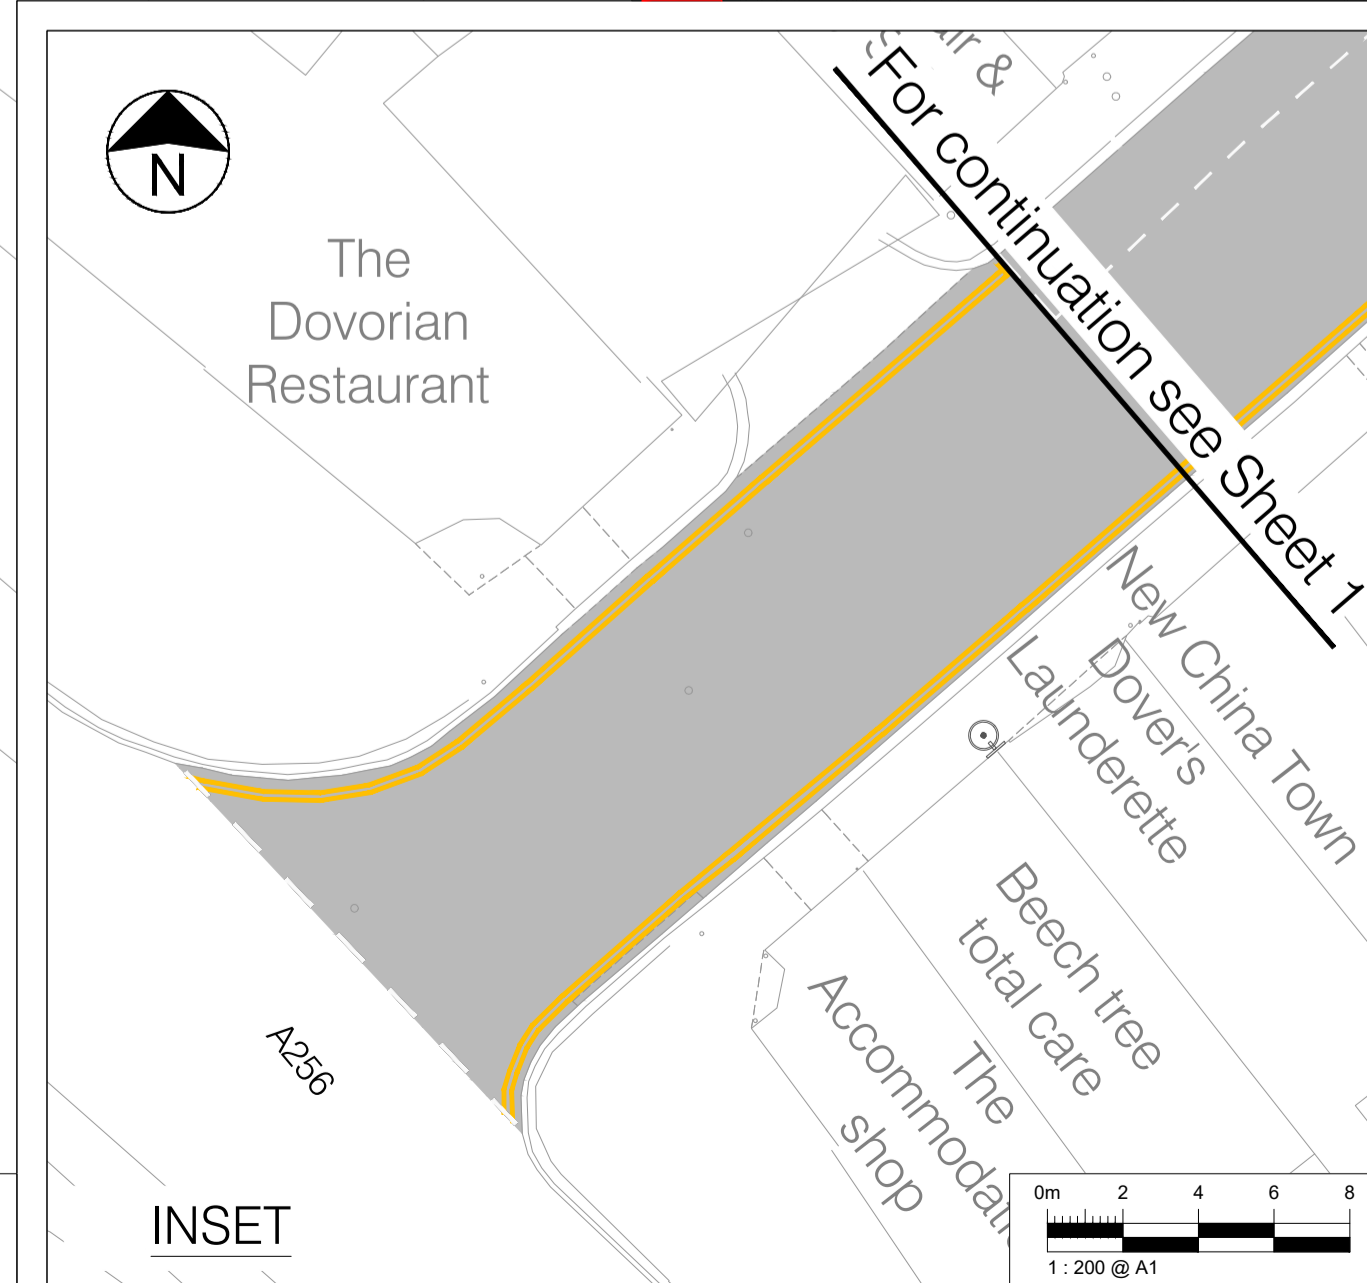 N
The
Dovorian
Restaurant
&
For continuation see Sheet 1
New China Town
Dover's
Launderette
Beech tree
total care
The
shop
A256
INSET
0m 2 4 6 8
1 : 200 @ A1